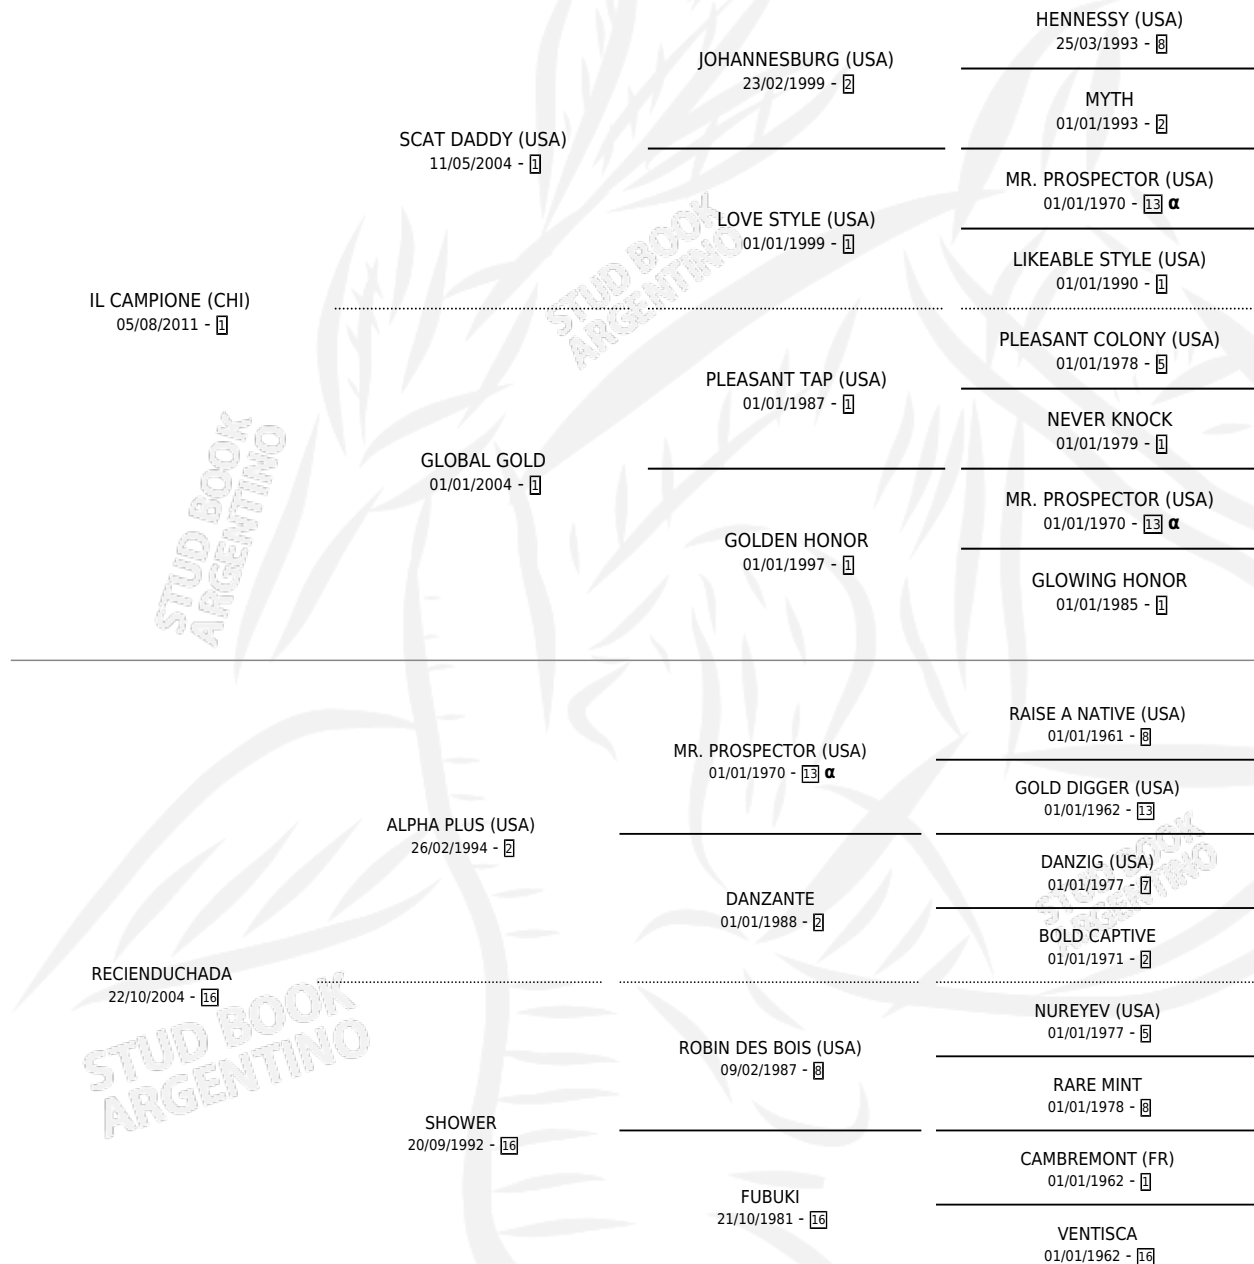 HENNESSY (USA)
25/03/1993 - 8
JOHANNESBURG (USA)
23/02/1999 - 2
MYTH
01/01/1993 - 2
SCAT DADDY (USA)
11/05/2004 - 1
MR. PROSPECTOR (USA)
01/01/1970 - 13 α
LOVE STYLE (USA)
01/01/1999 - 1
LIKEABLE STYLE (USA)
01/01/1990 - 1
IL CAMPIONE (CHI)
05/08/2011 - 1
PLEASANT COLONY (USA)
01/01/1978 - 5
PLEASANT TAP (USA)
01/01/1987 - 1
NEVER KNOCK
01/01/1979 - 1
GLOBAL GOLD
01/01/2004 - 1
MR. PROSPECTOR (USA)
01/01/1970 - 13 α
GOLDEN HONOR
01/01/1997 - 1
GLOWING HONOR
01/01/1985 - 1
RAISE A NATIVE (USA)
01/01/1961 - 8
MR. PROSPECTOR (USA)
01/01/1970 - 13 α
GOLD DIGGER (USA)
01/01/1962 - 13
ALPHA PLUS (USA)
26/02/1994 - 2
DANZIG (USA)
01/01/1977 - 7
DANZANTE
01/01/1988 - 2
BOLD CAPTIVE
01/01/1971 - 2
RECIENDUCHADA
22/10/2004 - 16
NUREYEV (USA)
01/01/1977 - 5
ROBIN DES BOIS (USA)
09/02/1987 - 8
RARE MINT
01/01/1978 - 8
SHOWER
20/09/1992 - 16
CAMBREMONT (FR)
01/01/1962 - 1
FUBUKI
21/10/1981 - 16
VENTISCA
01/01/1962 - 16
STUD BOOK
ARGENTINO
STUD BOOK
ARGENTINO
STUD BOOK
ARGENTINO
STUD BOOK
ARGENTINO